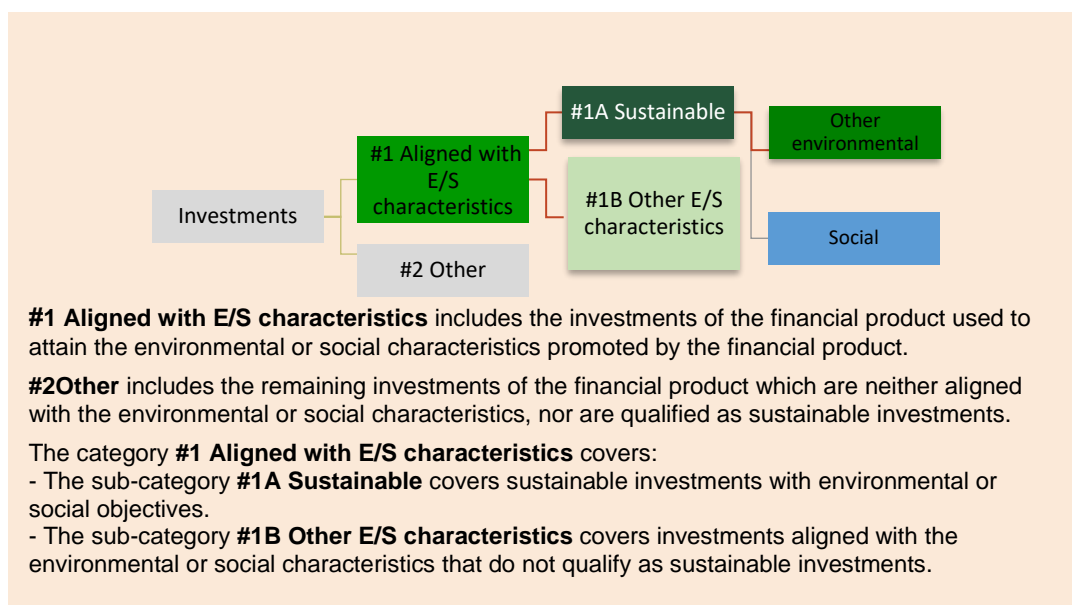 #1A Sustainable
Other
environmental
#1 Aligned with
E/S
characteristics
#1B Other E/S
characteristics
Investments
Social
#2 Other
#1 Aligned with E/S characteristics includes the investments of the financial product used to
attain the environmental or social characteristics promoted by the financial product.
#2Other includes the remaining investments of the financial product which are neither aligned
with the environmental or social characteristics, nor are qualified as sustainable investments.
The category #1 Aligned with E/S characteristics covers:
- The sub-category #1A Sustainable covers sustainable investments with environmental or
social objectives.
- The sub-category #1B Other E/S characteristics covers investments aligned with the
environmental or social characteristics that do not qualify as sustainable investments.